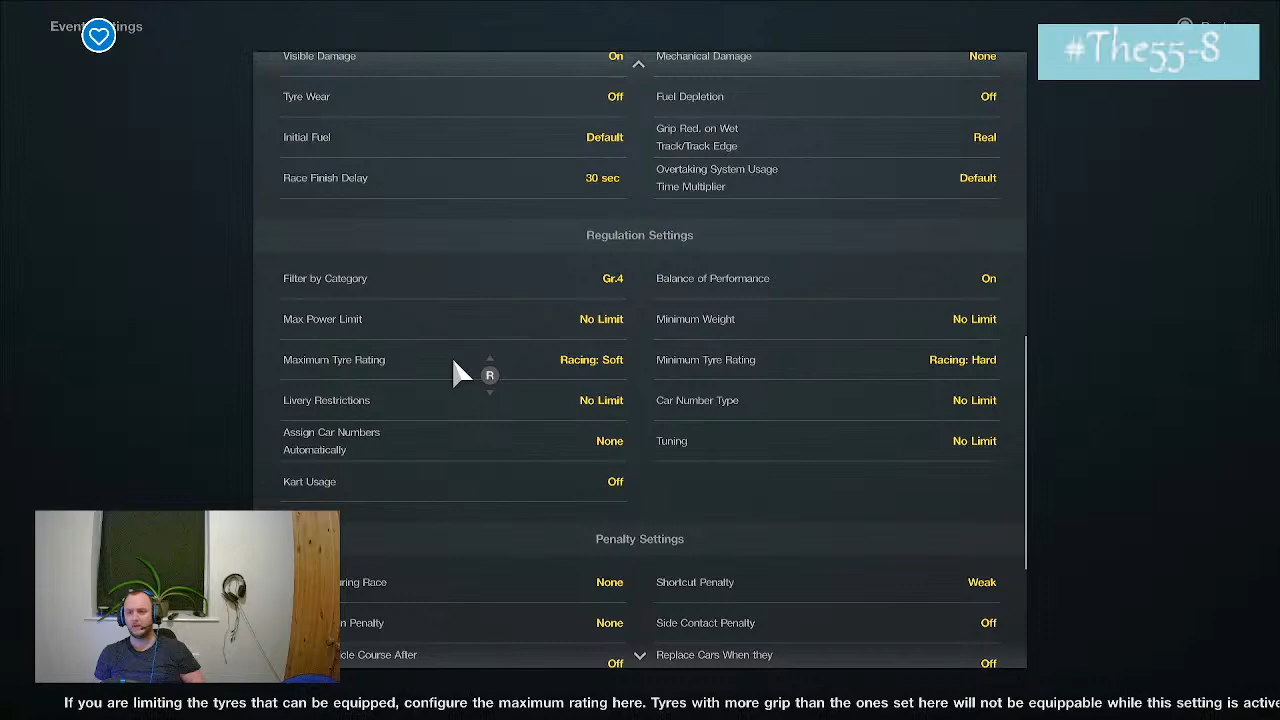 Event
tings
#The55-8
Visible Damage On Mechanical Damage None
Tyre Wear Off Fuel Depletion Off
Initial Fuel Default Grip Red. on Wet
Track/Track Edge Real
Race Finish Delay 30 sec Overtaking System Usage
Time Multiplier Default
Regulation Settings
Filter by Category Gr.4 Balance of Performance On
Max Power Limit No Limit Minimum Weight No Limit
Maximum Tyre Rating Racing: Soft Minimum Tyre Rating Racing: Hard
R
Livery Restrictions No Limit Car Number Type No Limit
Assign Car Numbers
Automatically None Tuning No Limit
Kart Usage Off
Penalty Settings
uring Race None Shortcut Penalty Weak
n Penalty None Side Contact Penalty Off
cle Course After Off Replace Cars When they Off
If you are limiting the tyres that can be equipped, configure the maximum rating here. Tyres with more grip than the ones set here will not be equippable while this setting is active